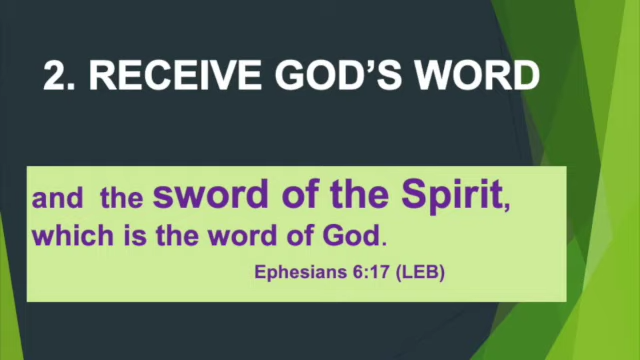 2. RECEIVE GOD’S WORD
and the sword of the Spirit,
which is the word of God.
Ephesians 6:17 (LEB)